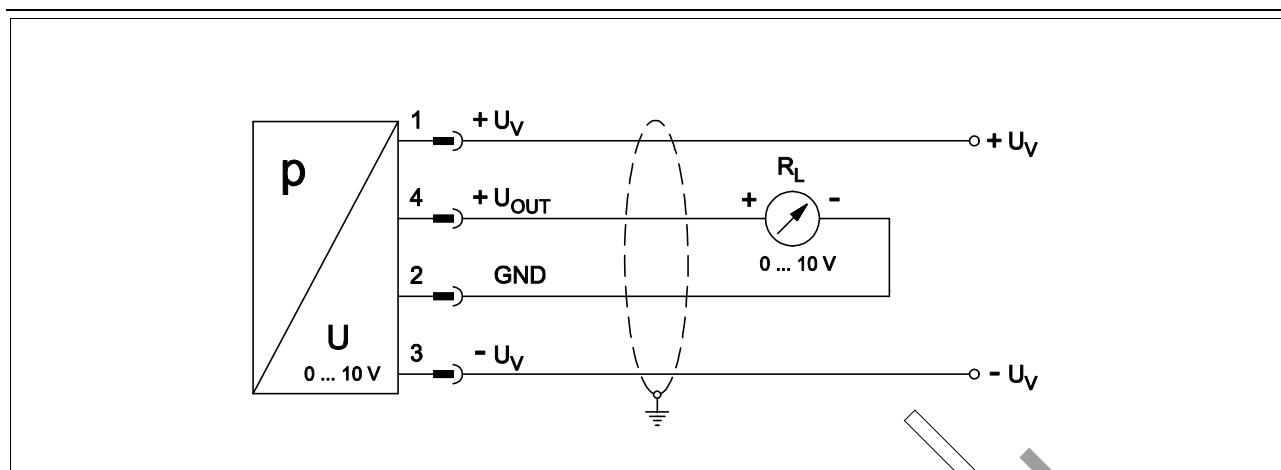 1 + U_V
+ U_V
p
R_L
4 + U_OUT
+ -
0 ... 10 V
2 GND
U
0 ... 10 V
3 - U_V
- U_V